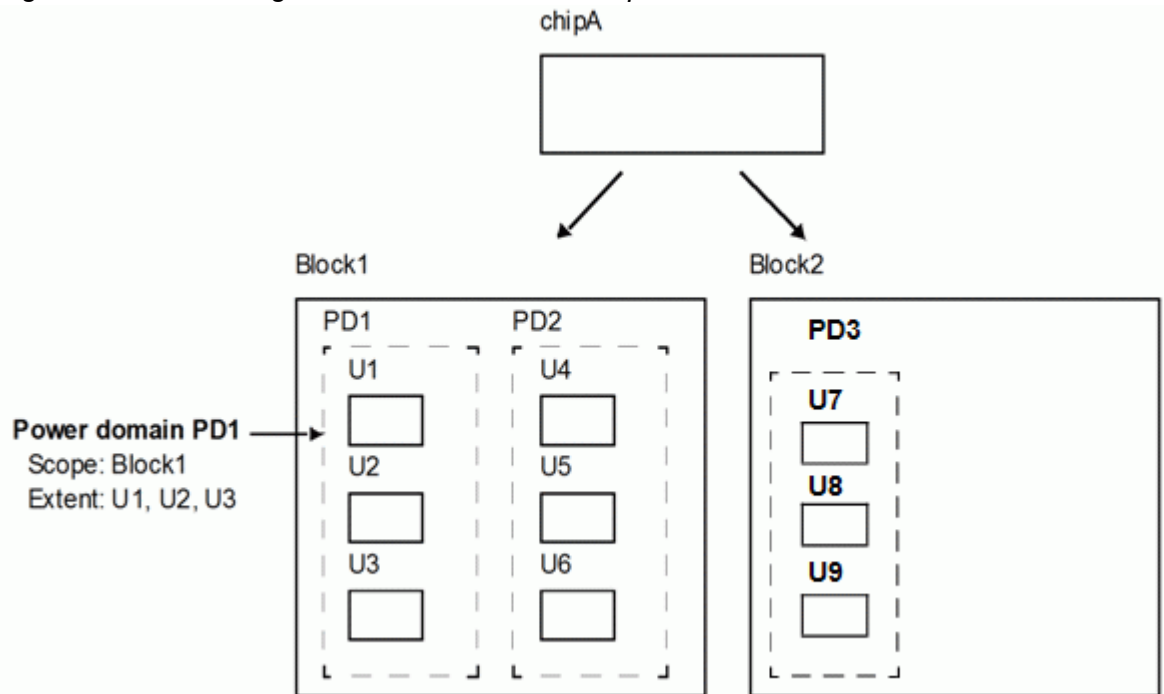 chipA
Block1
Block2
PD1
PD2
PD3
U1
U4
U7
Power domain PD1
Scope: Block1
Extent: U1, U2, U3
U2
U5
U8
U3
U6
U9